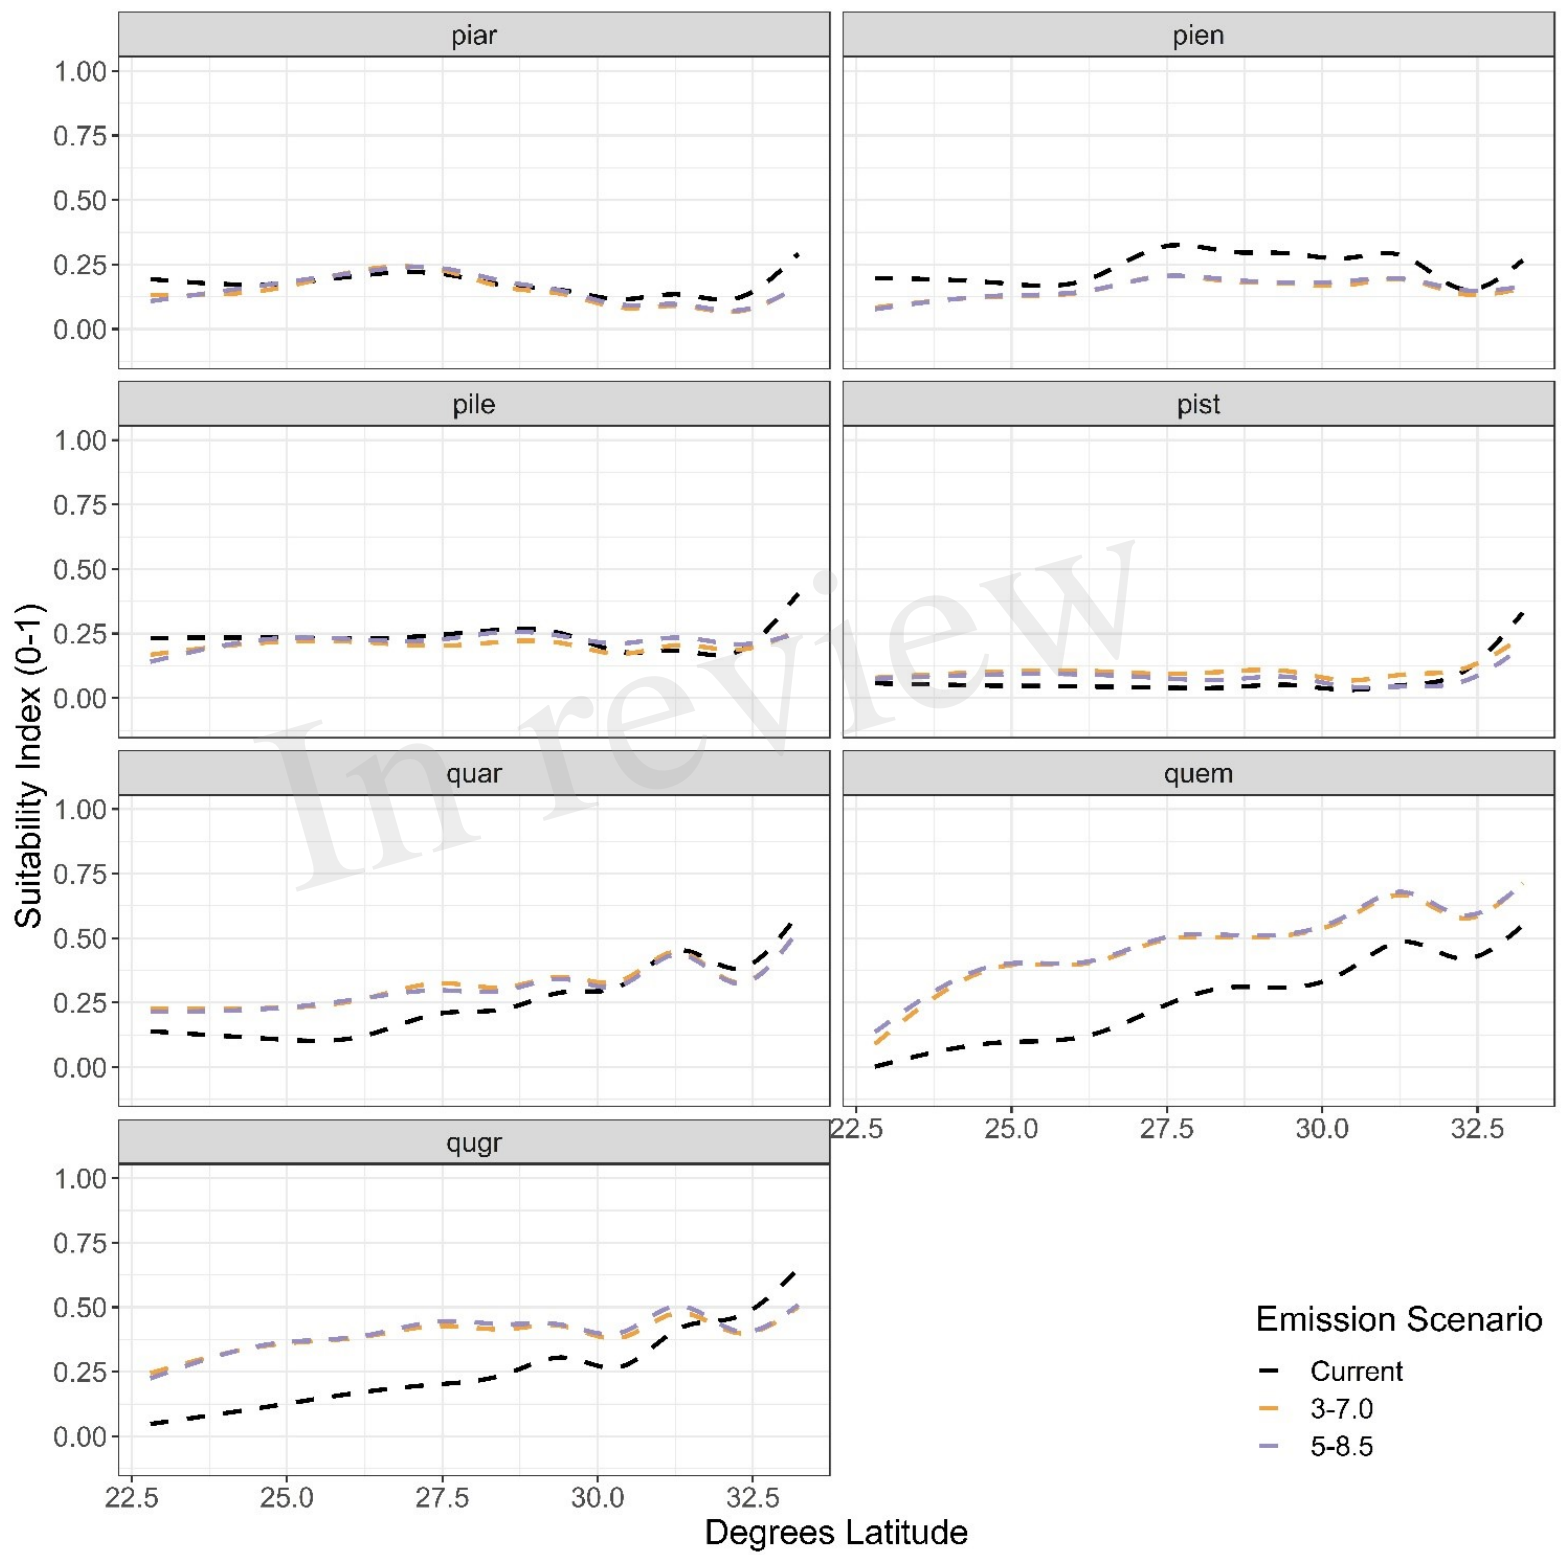 piar
pien
1.00
0.75
0.50
0.25
0.00
pile
pist
1.00
0.75
0.50
0.25
0.00
Suitability Index (0-1)
In review
quar
quem
1.00
0.75
0.50
0.25
0.00
22.5 25.0 27.5 30.0 32.5
qugr
1.00
0.75
0.50
0.25
0.00
22.5 25.0 27.5 30.0 32.5
Degrees Latitude
Emission Scenario
Current
3-7.0
5-8.5